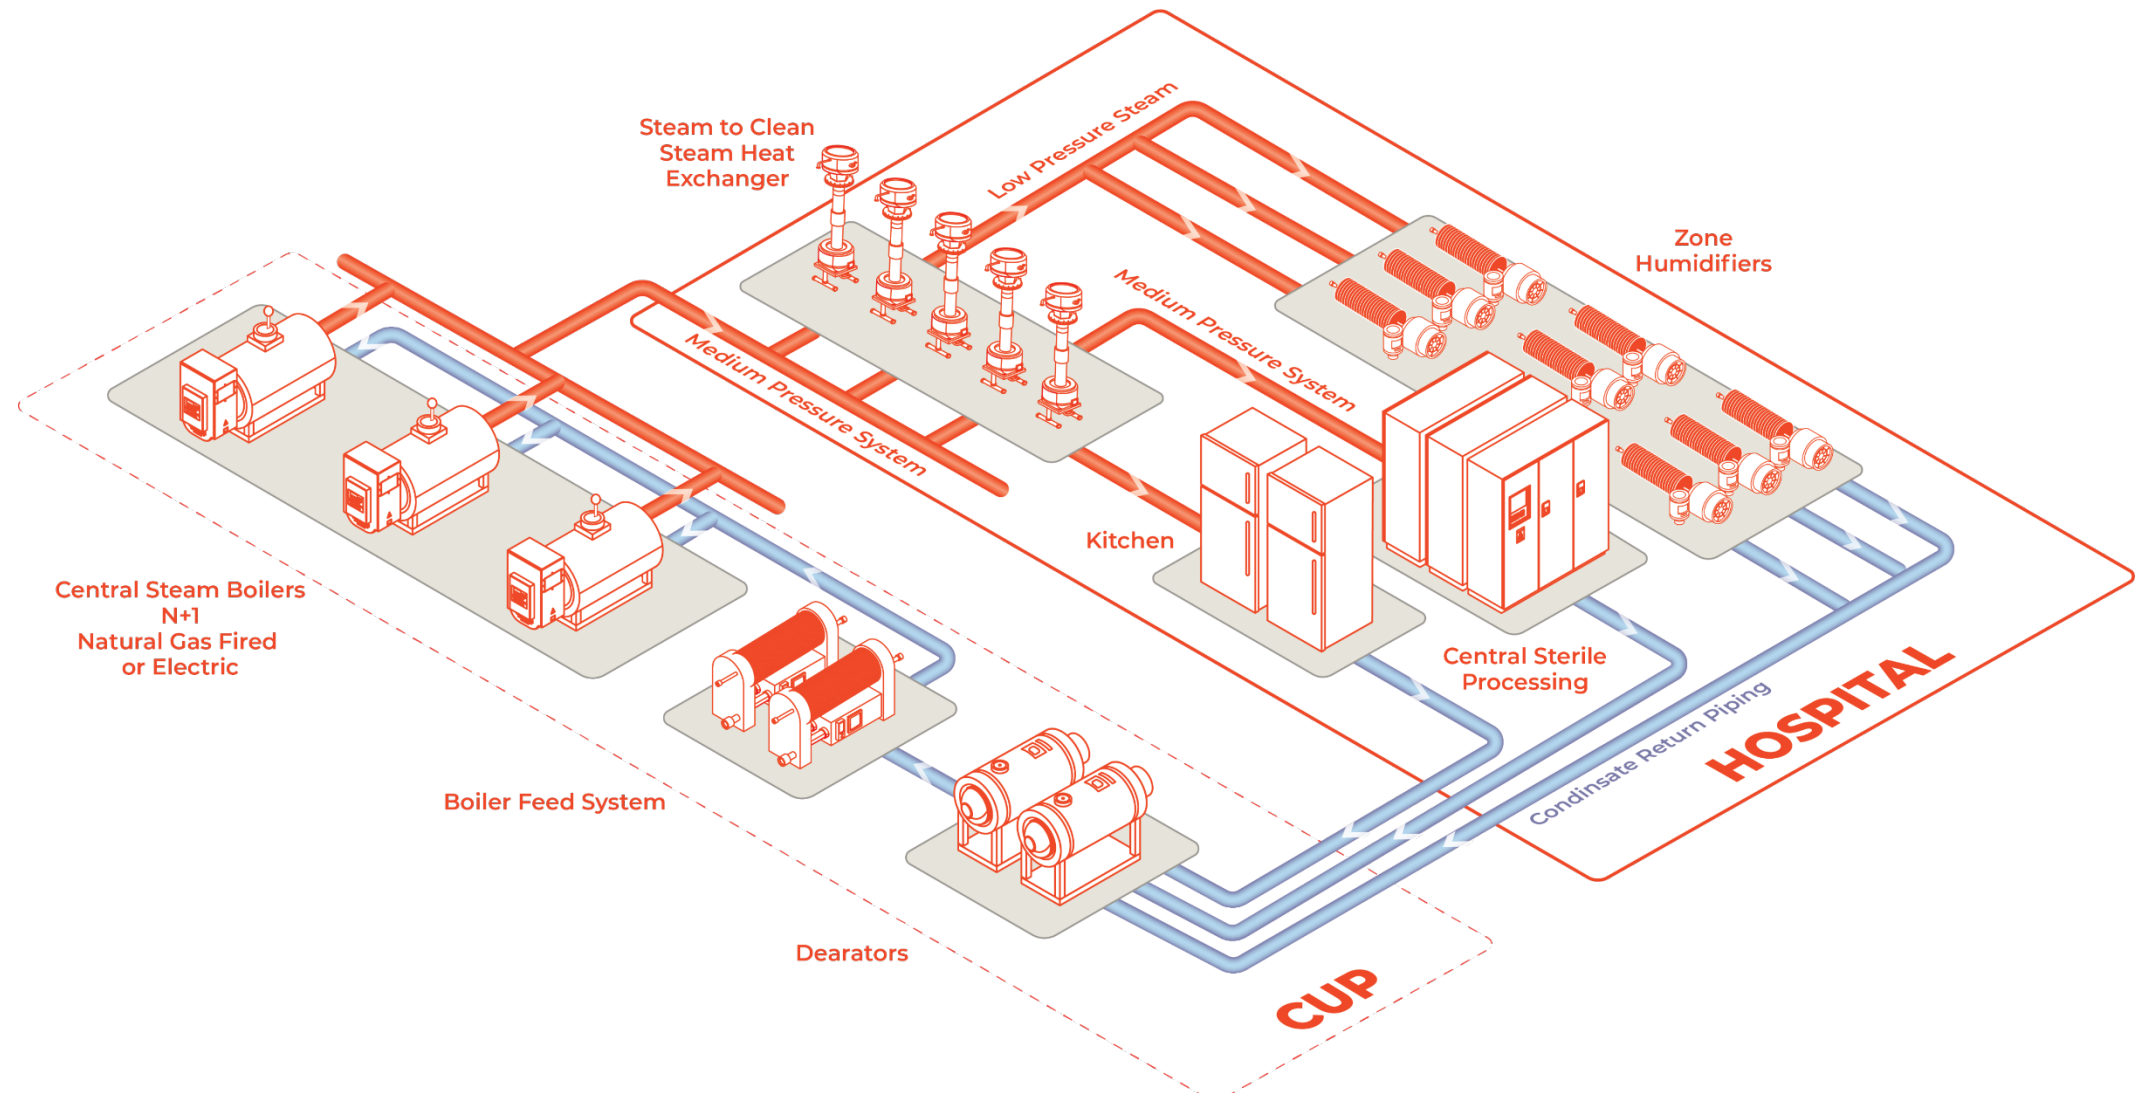 Steam to Clean
Steam Heat
Exchanger
Low Pressure Steam
Zone
Humidifiers
Medium Pressure System
Medium Pressure System
Kitchen
Central Steam Boilers
N+1
Natural Gas Fired
or Electric
Central Sterile
Processing
HOSPITAL
Condinsate Return Piping
Boiler Feed System
Dearators
CUP